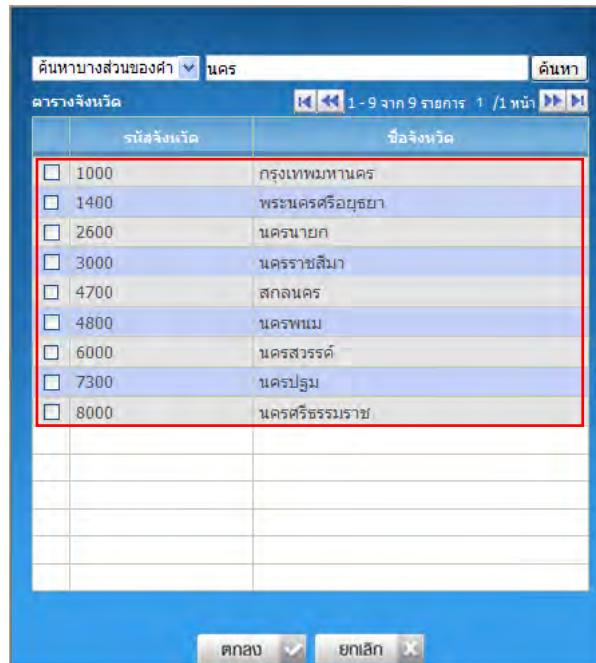 ค้นหาบางส่วนของคำ นคร ค้นหา
ตารางจังหวัด 1 - 9 จาก 9 รายการ 1 /1 หน้า
รหัสจังหวัด ชื่อจังหวัด
1000 กรุงเทพมหานคร
1400 พระนครศรีอยุธยา
2600 นครนายก
3000 นครราชสีมา
4700 สกลนคร
4800 นครพนม
6000 นครสวรรค์
7300 นครปฐม
8000 นครศรีธรรมราช
ตกลง ยกเลิก